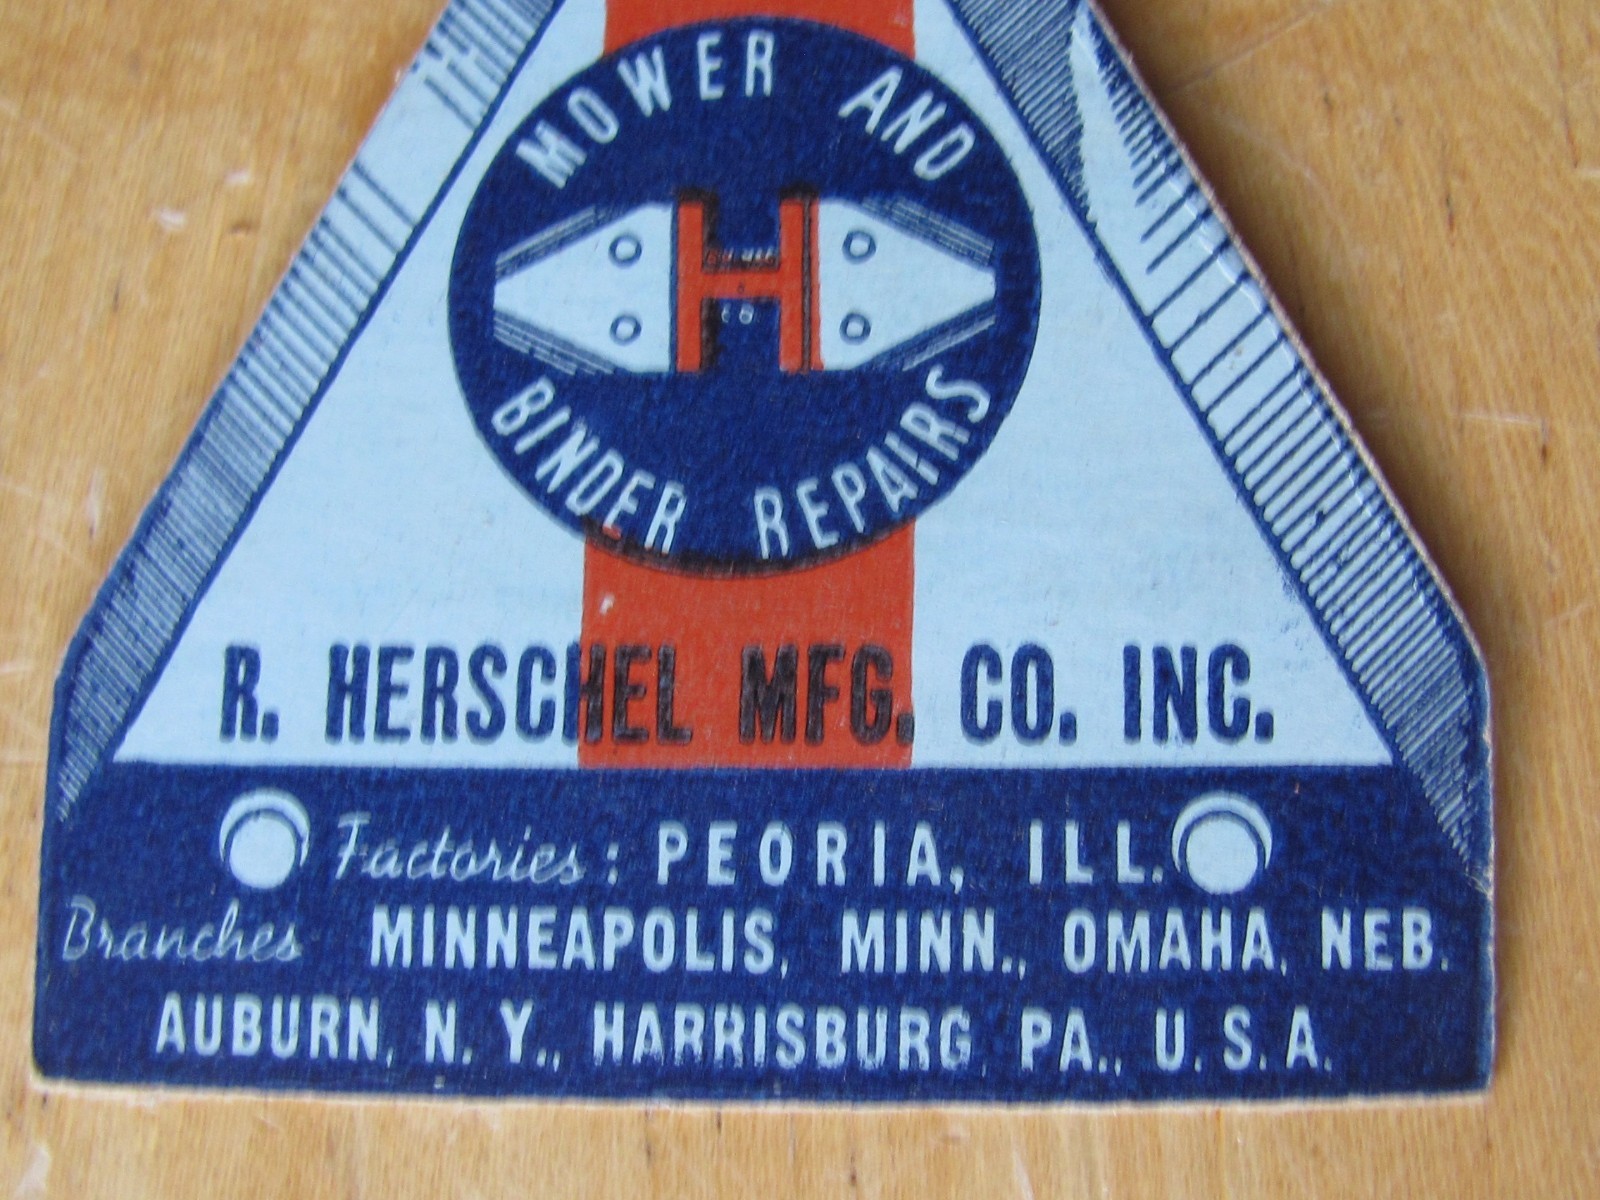 MOWER AND
H
CO
BINDER REPAIRS
R. HERSCHEL MFG. CO. INC.
Factories: PEORIA, ILL.
Branches MINNEAPOLIS, MINN., OMAHA, NEB.
AUBURN, N. Y., HARRISBURG, PA., U. S. A.